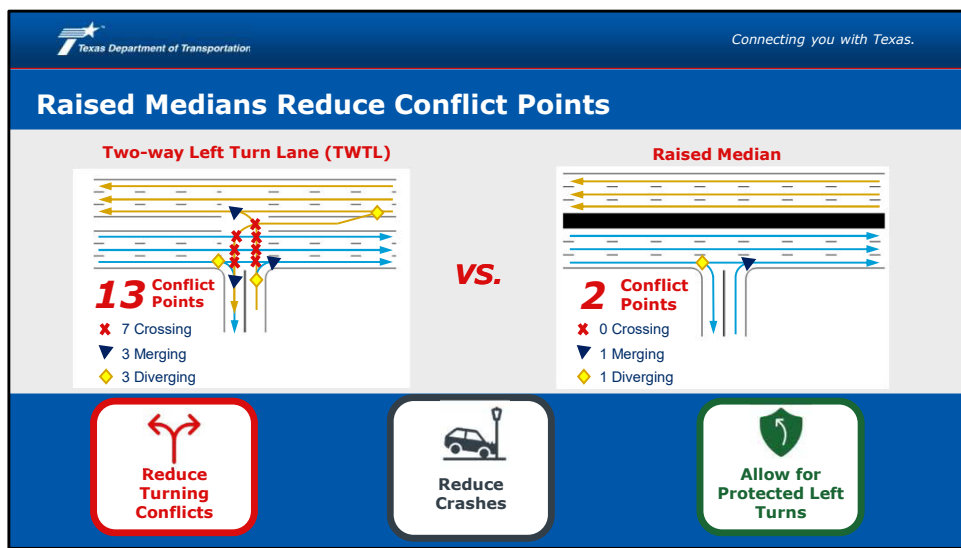 Texas Department of Transportation
Connecting you with Texas.
Raised Medians Reduce Conflict Points
Two-way Left Turn Lane (TWTL)
13 Conflict
Points
7 Crossing
3 Merging
3 Diverging
VS.
Raised Median
2 Conflict
Points
0 Crossing
1 Merging
1 Diverging
Reduce
Turning
Conflicts
Reduce
Crashes
Allow for
Protected Left
Turns